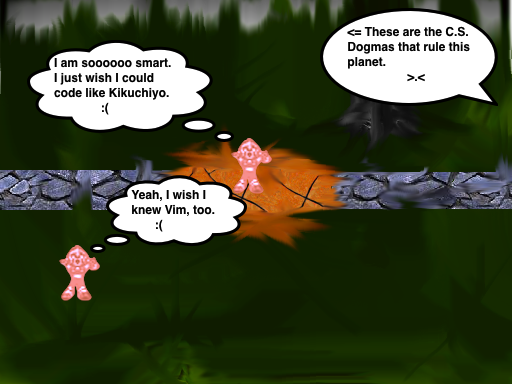 I am soooooo smart.
I just wish I could
code like Kikuchiyo.
:(
<= These are the C.S.
Dogmas that rule this
planet.
>.<
Yeah, I wish I
knew Vim, too.
:(